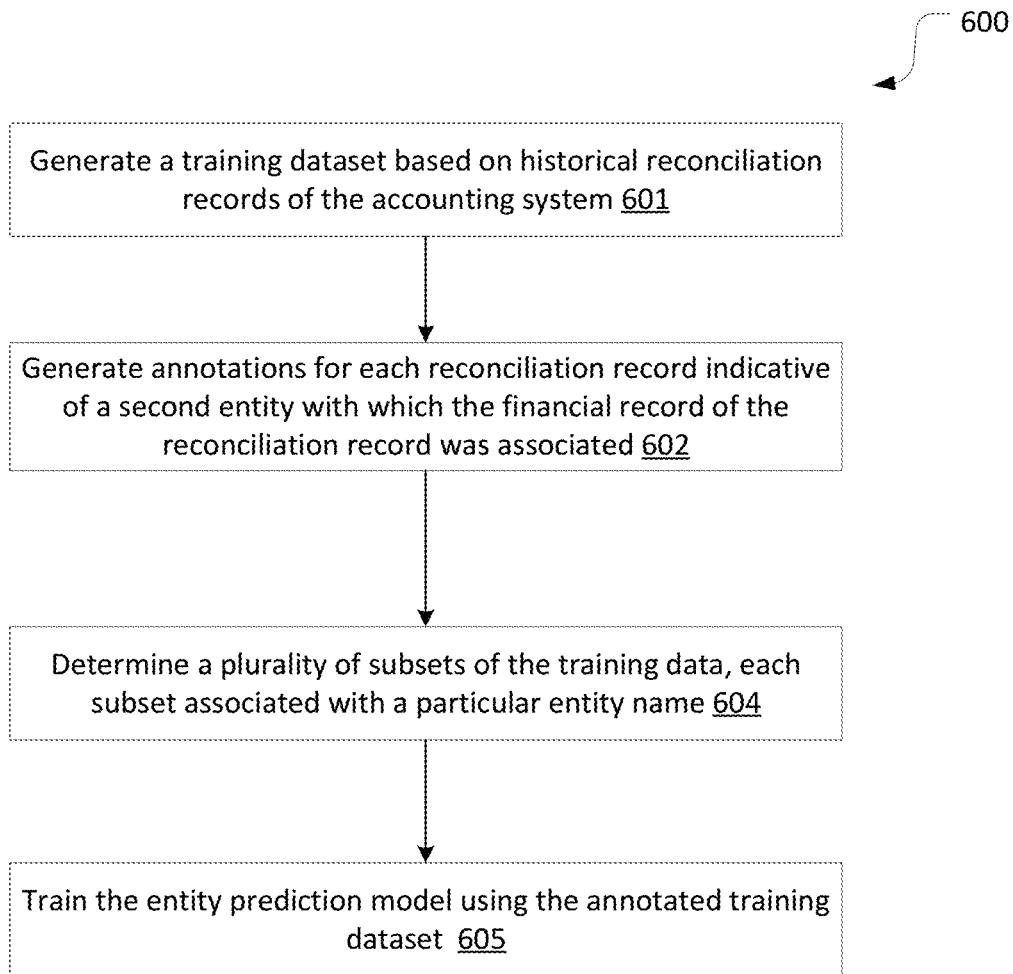 600
Generate a training dataset based on historical reconciliation
records of the accounting system 601
Generate annotations for each reconciliation record indicative
of a second entity with which the financial record of the
reconciliation record was associated 602
Determine a plurality of subsets of the training data, each
subset associated with a particular entity name 604
Train the entity prediction model using the annotated training
dataset 605